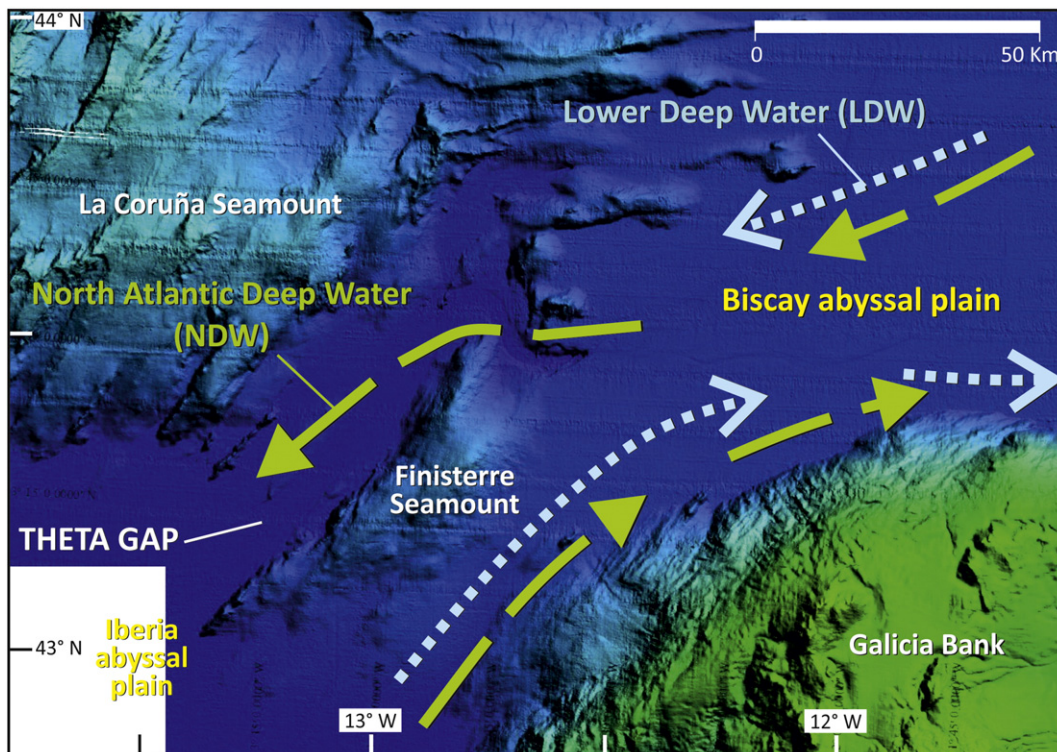 44° N
0
50 Km
Lower Deep Water (LDW)
La Coruña Seamount
North Atlantic Deep Water
(NDW)
Biscay abyssal plain
Finisterre
Seamount
THETA GAP
Iberia
abyssal
plain
43° N
Galicia Bank
13° W
12° W